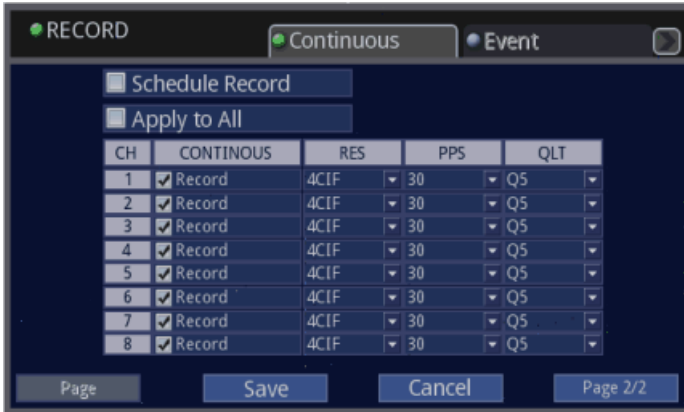 RECORD Continuous Event
Schedule Record
Apply to All
CH CONTINOUS RES PPS QLT
1 Record 4CIF 30 Q5
2 Record 4CIF 30 Q5
3 Record 4CIF 30 Q5
4 Record 4CIF 30 Q5
5 Record 4CIF 30 Q5
6 Record 4CIF 30 Q5
7 Record 4CIF 30 Q5
8 Record 4CIF 30 Q5
Page Save Cancel Page 2/2